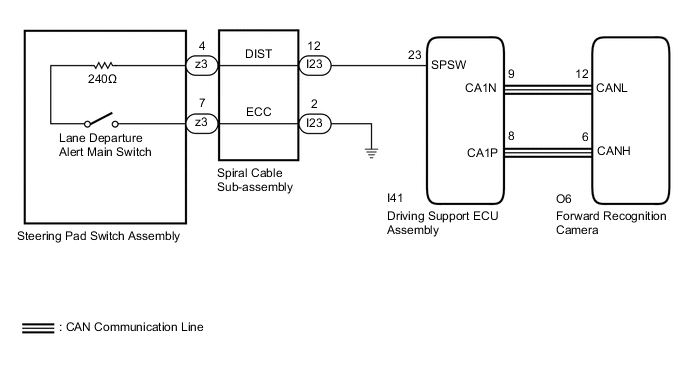 4
DIST
12
z3
I23
23
SPSW
240Ω
9
12
CA1N
CANL
7
ECC
2
z3
I23
Lane Departure
Alert Main Switch
8
6
CA1P
CANH
Spiral Cable
Sub-assembly
I41
Driving Support ECU
Assembly
O6
Forward Recognition
Camera
Steering Pad Switch Assembly
: CAN Communication Line